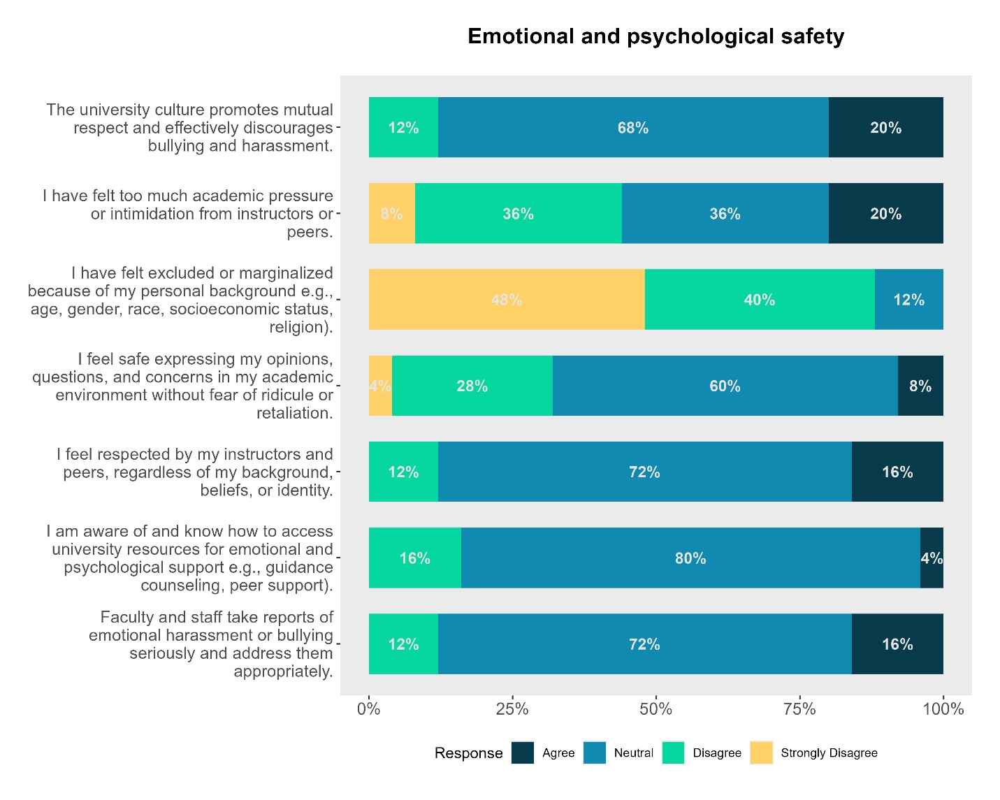 Emotional and psychological safety
The university culture promotes mutual
respect and effectively discourages
bullying and harassment.
12%
68%
20%
I have felt too much academic pressure
or intimidation from instructors or
peers.
8%
36%
36%
20%
I have felt excluded or marginalized
because of my personal background e.g.,
age, gender, race, socioeconomic status,
religion).
48%
40%
12%
I feel safe expressing my opinions,
questions, and concerns in my academic
environment without fear of ridicule or
retaliation.
4%
28%
60%
8%
I feel respected by my instructors and
peers, regardless of my background,
beliefs, or identity.
12%
72%
16%
I am aware of and know how to access
university resources for emotional and
psychological support e.g., guidance
counseling, peer support).
16%
80%
4%
Faculty and staff take reports of
emotional harassment or bullying
seriously and address them
appropriately.
12%
72%
16%
0% 25% 50% 75% 100%
Response Agree Neutral Disagree Strongly Disagree